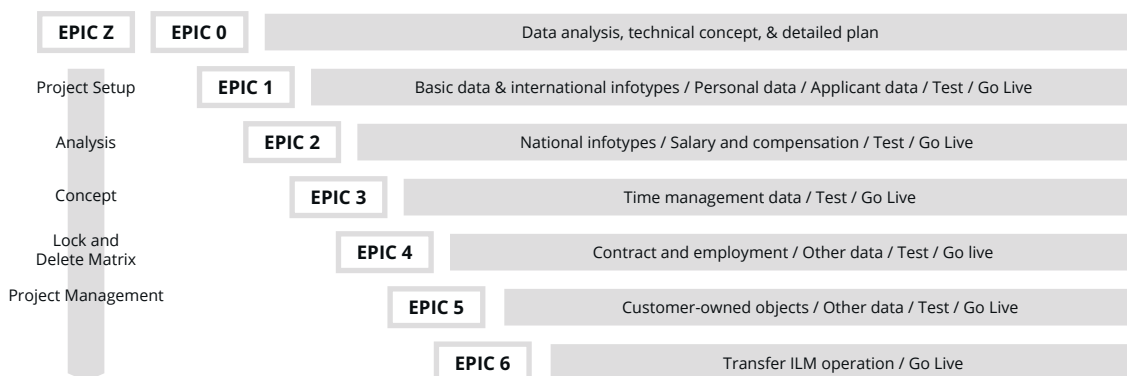 EPIC Z EPIC 0 Data analysis, technical concept, & detailed plan
Project Setup EPIC 1 Basic data & international infotypes / Personal data / Applicant data / Test / Go Live
Analysis EPIC 2 National infotypes / Salary and compensation / Test / Go Live
Concept EPIC 3 Time management data / Test / Go Live
Lock and
Delete Matrix EPIC 4 Contract and employment / Other data / Test / Go live
Project Management EPIC 5 Customer-owned objects / Other data / Test / Go Live
EPIC 6 Transfer ILM operation / Go Live